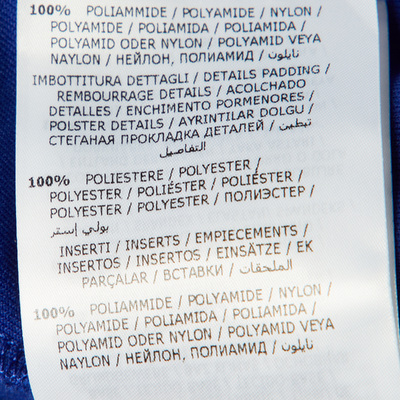 100% POLIAMMIDE / POLYAMIDE / NYLON /
POLYAMIDE / POLIAMIDA / POLIAMIDA /
POLYAMID ODER NYLON / POLYAMID VEYA
NAYLON / НЕЙЛОН, ПОЛИАМИД / نايلون
IMBOTTITURA DETTAGLI / DETAILS PADDING /
REMBOURRAGE DETAILS / ACOLCHADO
DETALLES / ENCHIMENTO PORMENORES /
POLSTER DETAILS / AYRINTILAR DOLGU /
СТЕГАНАЯ ПРОКЛАДКА ДЕТАЛЕЙ / تبطين
التفاصيل
100% POLIESTERE / POLYESTER /
POLYESTER / POLIÉSTER / POLIÉSTER /
POLYESTER / POLYESTER / ПОЛИЭСТЕР /
بولي إستر
INSERTI / INSERTS / EMPIECEMENTS /
INSERTOS / INSERTOS / EINSÄTZE / EK
PARÇALAR / ВСТАВКИ / الملحقات
100% POLIAMMIDE / POLYAMIDE / NYLON /
POLYAMIDE / POLIAMIDA / POLIAMIDA /
POLYAMID ODER NYLON / POLYAMID VEYA
NAYLON / НЕЙЛОН, ПОЛИАМИД / نايلون